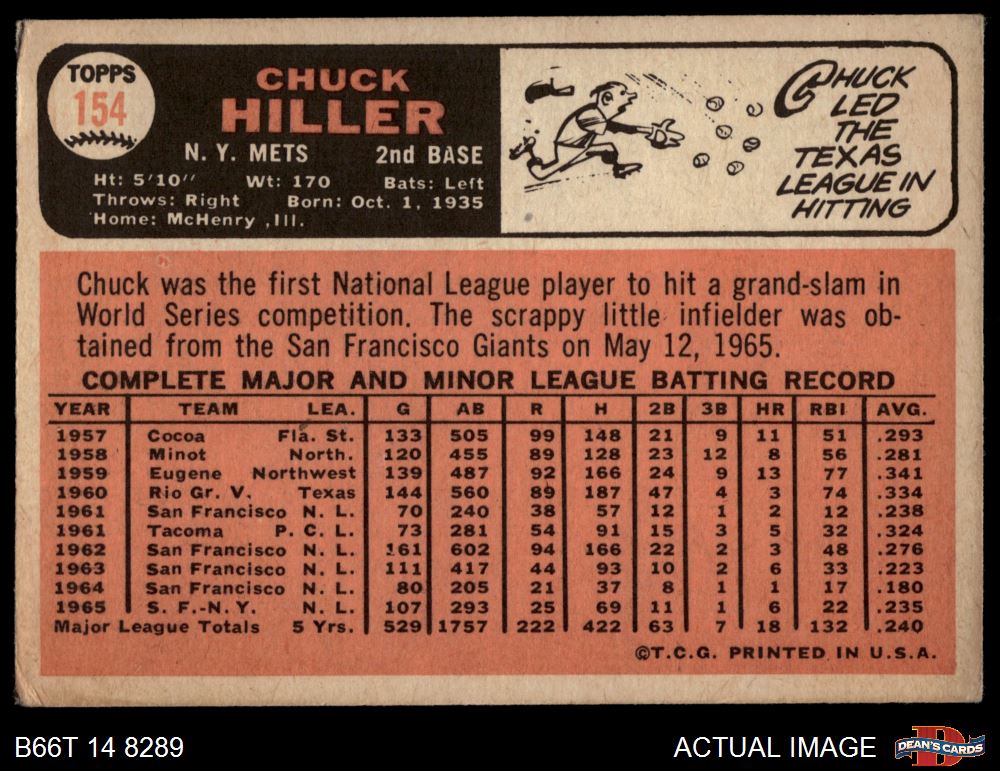 TOPPS
154
CHUCK
HILLER
N. Y. METS 2nd BASE
Ht: 5'10" Wt: 170 Bats: Left
Throws: Right Born: Oct. 1, 1935
Home: McHenry ,Ill.
CHUCK
LED
THE
TEXAS
LEAGUE IN
HITTING
Chuck was the first National League player to hit a grand-slam in
World Series competition. The scrappy little infielder was ob-
tained from the San Francisco Giants on May 12, 1965.
COMPLETE MAJOR AND MINOR LEAGUE BATTING RECORD
YEAR TEAM LEA. G AB R H 2B 3B HR RBI AVG.
1957 Cocoa Fla. St. 133 505 99 148 21 9 11 51 .293
1958 Minot North. 120 455 89 128 23 12 8 56 .281
1959 Eugene Northwest 139 487 92 166 24 9 13 77 .341
1960 Rio Gr. V. Texas 144 560 89 187 47 4 3 74 .334
1961 San Francisco N. L. 70 240 38 57 12 1 2 12 .238
1961 Tacoma P. C. L. 73 281 54 91 15 3 5 32 .324
1962 San Francisco N. L. 161 602 94 166 22 2 3 48 .276
1963 San Francisco N. L. 111 417 44 93 10 2 6 33 .223
1964 San Francisco N. L. 80 205 21 37 8 1 1 17 .180
1965 S. F.-N. Y. N. L. 107 293 25 69 11 1 6 22 .235
Major League Totals 5 Yrs. 529 1757 222 422 63 7 18 132 .240
©T.C.G. PRINTED IN U.S.A.
B66T 14 8289 ACTUAL IMAGE
D
DEAN'S CARDS